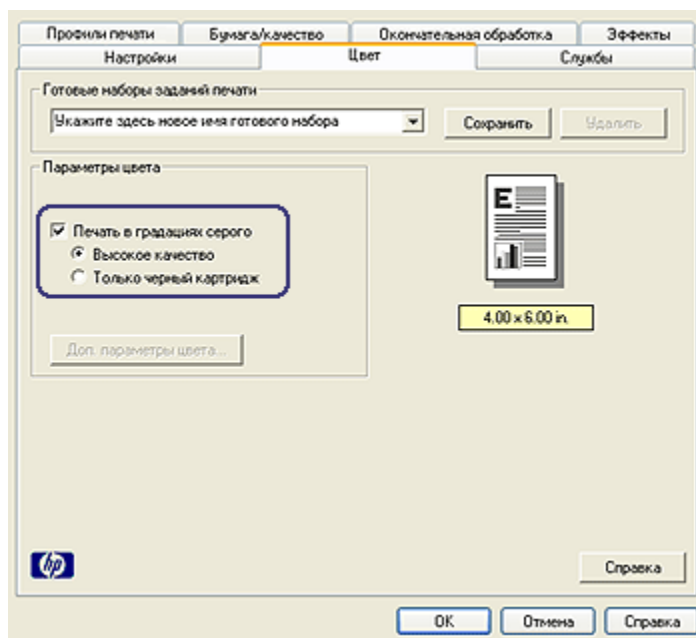 Профили печати Бумага/качество Окончательная обработка Эффекты
Настройки Цвет Службы
Готовые наборы заданий печати
Укажите здесь новое имя готового набора Сохранить Удалить
Параметры цвета
Печать в градациях серого
Высокое качество
Только черный картридж
E
4.00 x 6.00 in.
Доп. параметры цвета...
hp
Справка
OK Отмена Справка